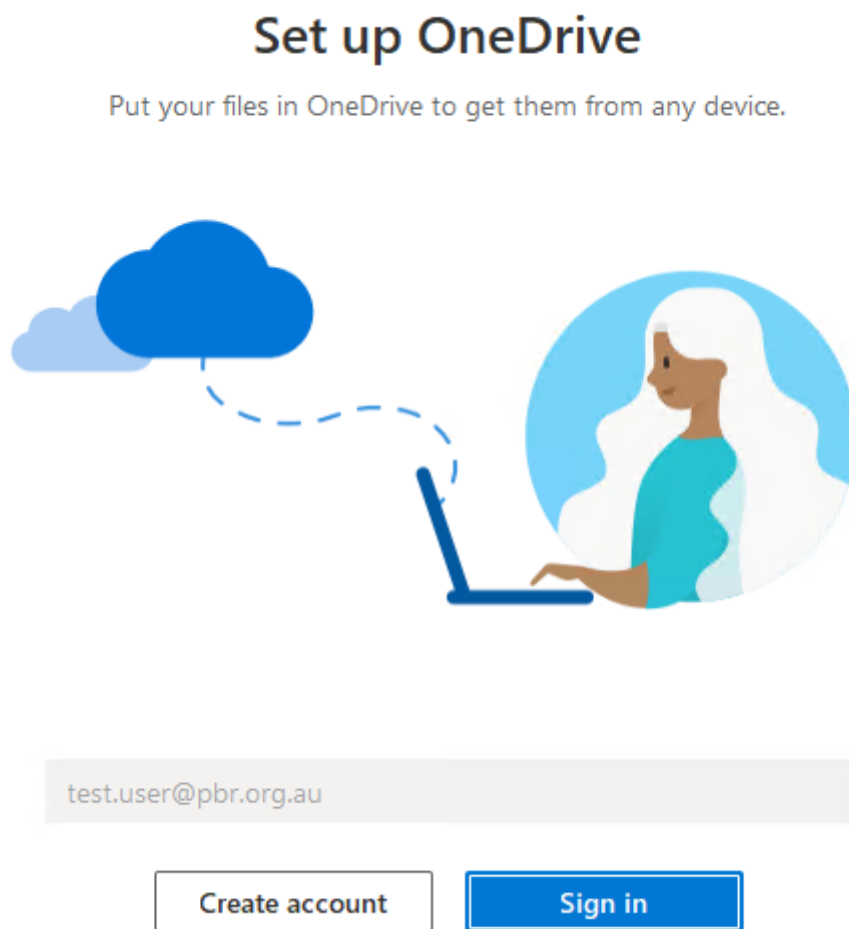 Set up OneDrive
Put your files in OneDrive to get them from any device.
test.user@pbr.org.au
Create account
Sign in